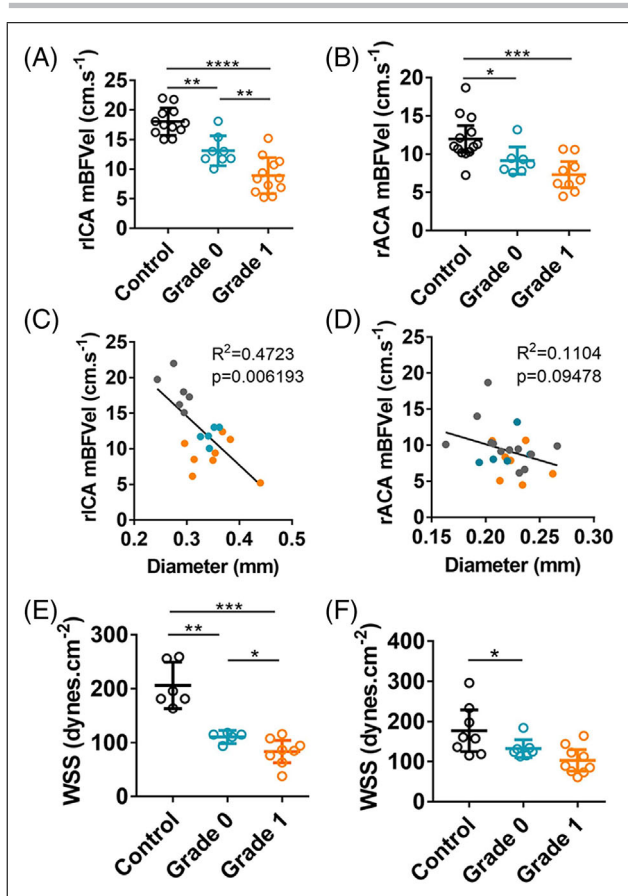 (A)
****
**
**
rICA mBFVel (cm.s-1)
25
20
15
10
5
0
Control
Grade 0
Grade 1
(B)
***
*
rACA mBFVel (cm.s-1)
20
15
10
5
0
Control
Grade 0
Grade 1
(C)
R2=0.4723
p=0.006193
rICA mBFVel (cm.s-1)
25
20
15
10
5
0
0.2
0.3
0.4
0.5
Diameter (mm)
(D)
R2=0.1104
p=0.09478
rACA mBFVel (cm.s-1)
25
20
15
10
5
0
0.15
0.20
0.25
0.30
Diameter (mm)
(E)
***
**
*
WSS (dynes.cm-2)
300
200
100
0
Control
Grade 0
Grade 1
(F)
*
WSS (dynes.cm-2)
400
300
200
100
0
Control
Grade 0
Grade 1